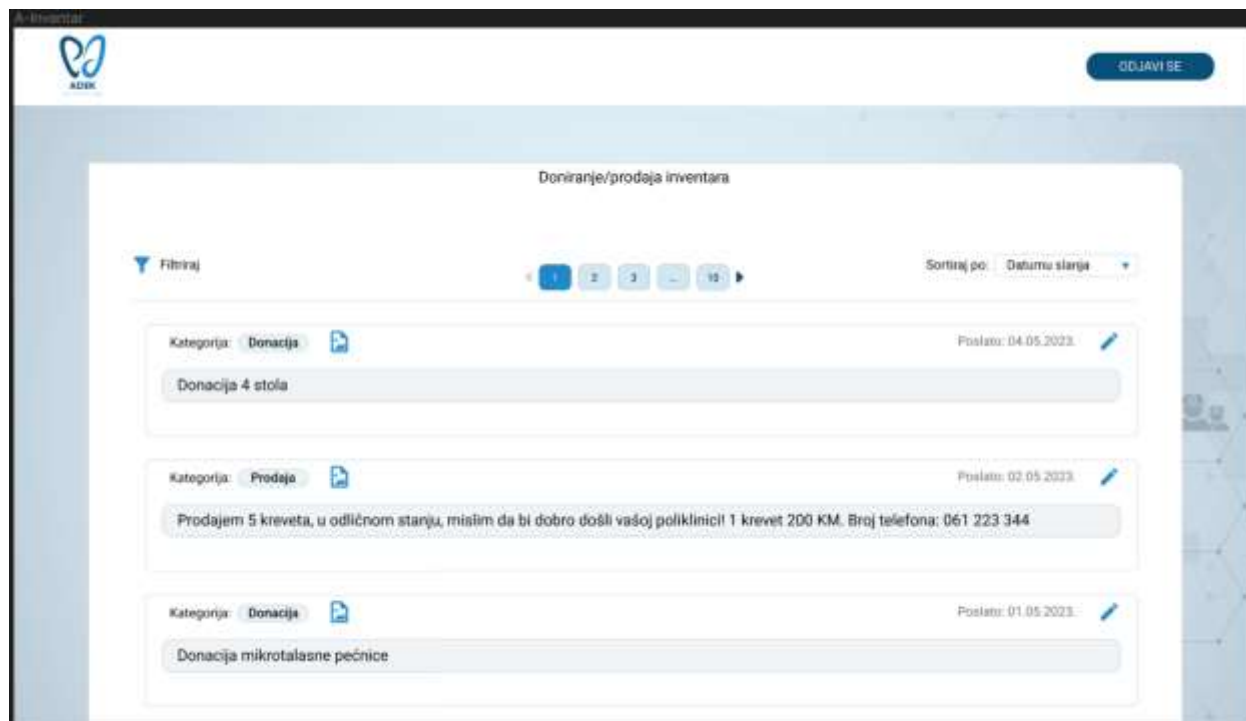 A-Inventar
ADEK
ODJAVI SE
Doniranje/prodaja inventara
Filtriraj
1 2 3 ... 10
Sortiraj po: Datumu slanja
Kategorija: Donacija Poslato: 04.05.2023.
Donacija 4 stola
Kategorija: Prodaja Poslato: 02.05.2023.
Prodajem 5 kreveta, u odličnom stanju, mislim da bi dobro došli vašoj poliklinici! 1 krevet 200 KM. Broj telefona: 061 223 344
Kategorija: Donacija Poslato: 01.05.2023.
Donacija mikrotalasne pećnice